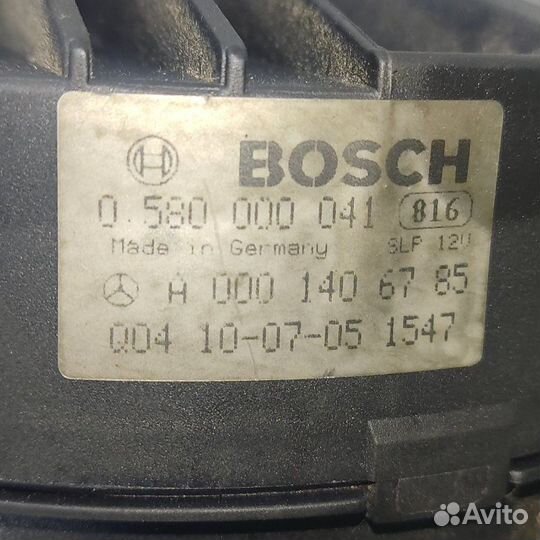 BOSCH
0 580 000 041 816
Made in Germany SLP 12V
A 000 140 67 85
Q04 10-07-05 1547
Avito